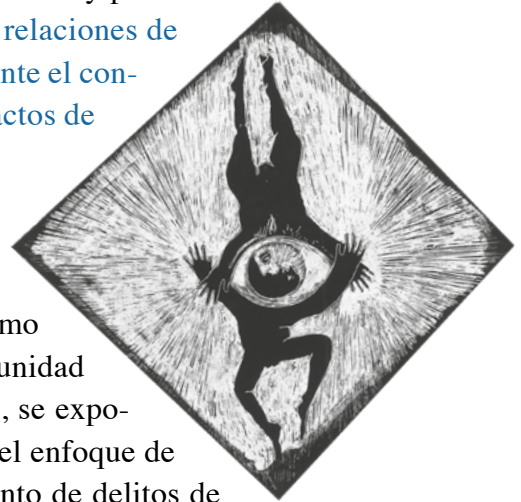 relaciones de
nte el con-
ctos de
mo
unidad
, se expo-
el enfoque de
nto de delitos de